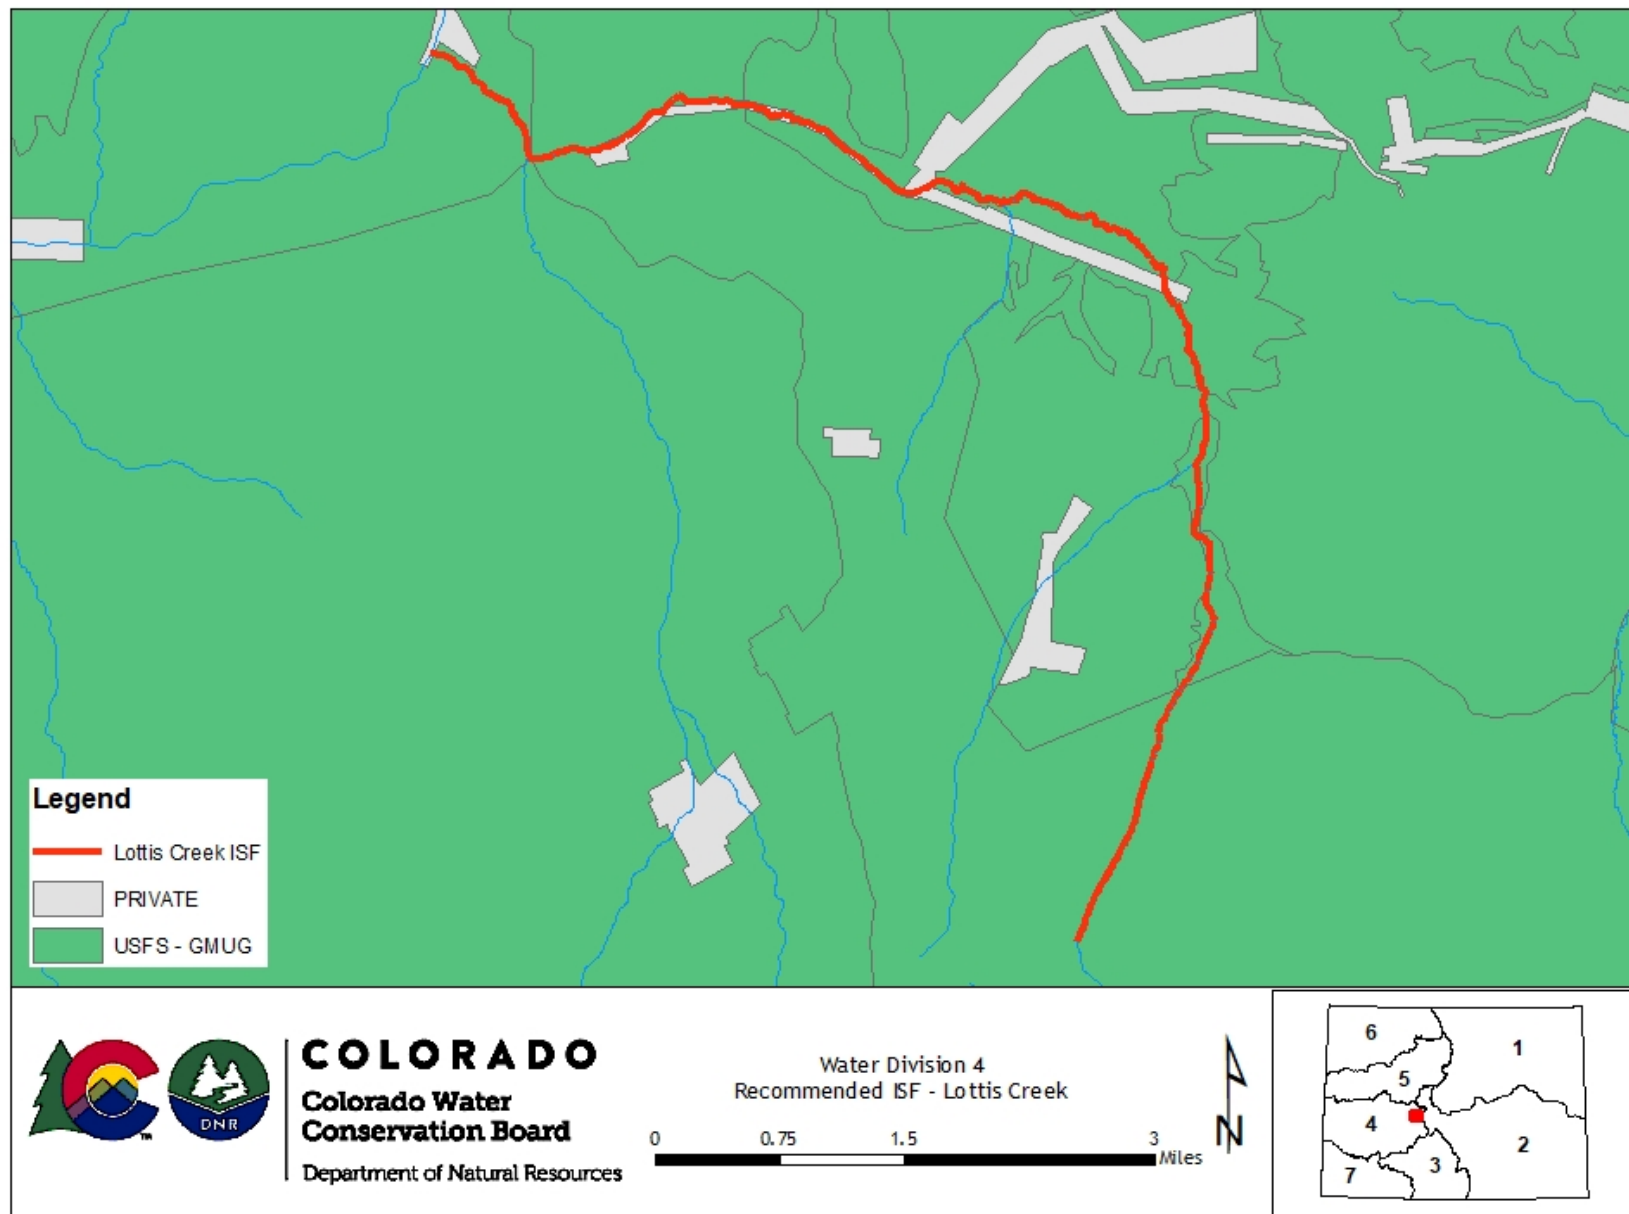 Legend
Lottis Creek ISF
PRIVATE
USFS - GMUG
DNR
TM
COLORADO
Colorado Water
Conservation Board
Department of Natural Resources
Water Division 4
Recommended ISF - Lottis Creek
0 0.75 1.5 3
Miles
N
6
1
5
4
2
3
7